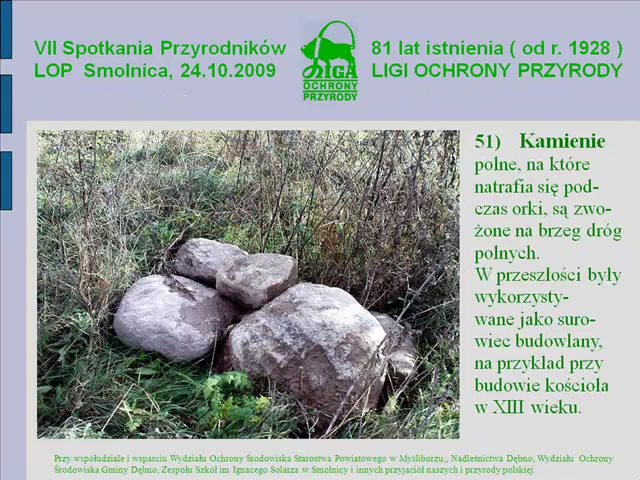 VII Spotkania Przyrodników
LOP Smolnica, 24.10.2009
LIGA
OCHRONY
PRZYRODY
81 lat istnienia ( od r. 1928 )
LIGI OCHRONY PRZYRODY
51) Kamienie
polne, na które
natrafia się pod-
czas orki, są zwo-
żone na brzeg dróg
polnych.
W przeszłości były
wykorzysty-
wane jako suro-
wiec budowlany,
na przykład przy
budowie kościoła
w XIII wieku.
Przy współudziale i wsparciu Wydziału Ochrony Środowiska Starostwa Powiatowego w Myśliborzu,, Nadleśnictwa Dębno, Wydziału Ochrony
Środowiska Gminy Dębno, Zespołu Szkół im Ignacego Solarza w Smolnicy i innych przyjaciół naszych i przyrody polskiej.